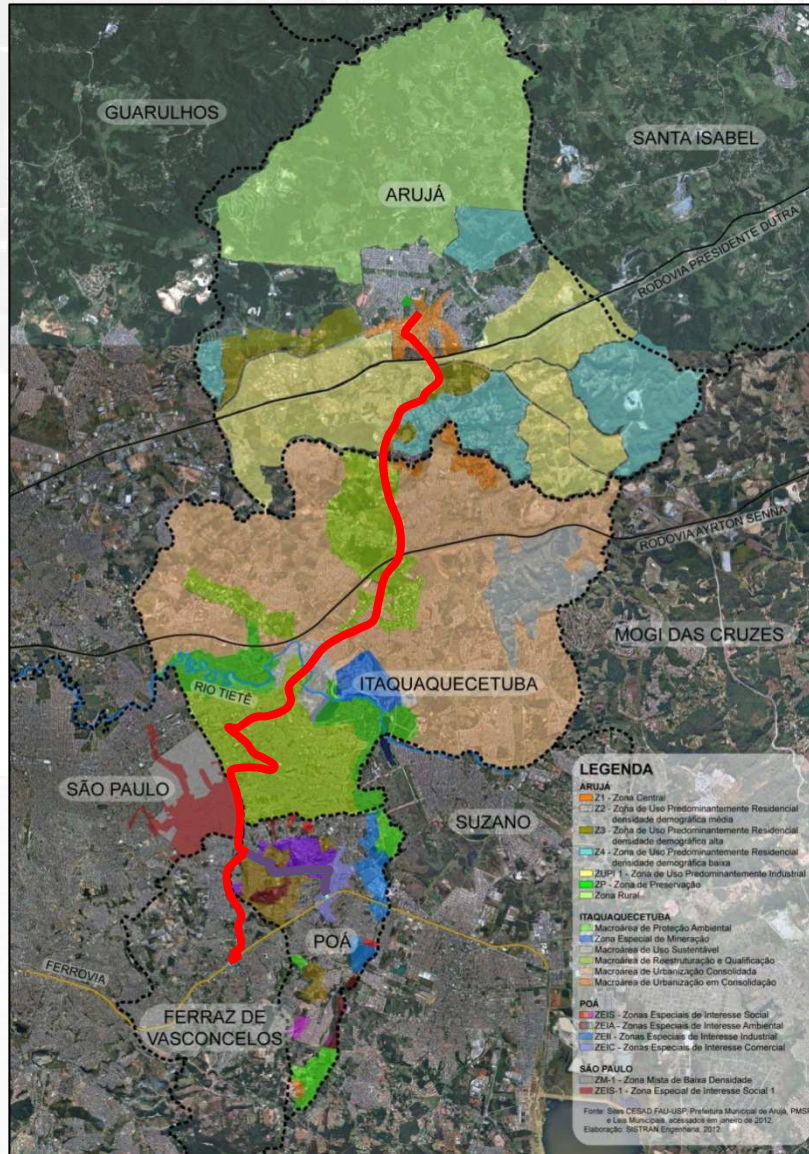 GUARULHOS
SANTA ISABEL
ARUJÁ
RODOVIA PRESIDENTE DUTRA
RODOVIA AYRTON SENNA
MOGI DAS CRUZES
ITAQUAQUECETUBA
RIO TIETÊ
SÃO PAULO
SUZANO
POÁ
FERROVIA
FERRAZ DE
VASCONCELOS
LEGENDA
ARUJÁ
Z1 - Zona Central
Z2 - Zona de Uso Predominantemente Residencial
densidade demográfica média
Z3 - Zona de Uso Predominantemente Residencial
densidade demográfica alta
Z4 - Zona de Uso Predominantemente Residencial
densidade demográfica baixa
ZUPI 1 - Zona de Uso Predominantemente Industrial
ZP - Zona de Preservação
Zona Rural
ITAQUAQUECETUBA
Macroárea de Proteção Ambiental
Zona Especial de Mineração
Macroárea de Uso Sustentável
Macroárea de Reestruturação e Qualificação
Macroárea de Urbanização Consolidada
Macroárea de Urbanização em Consolidação
POÁ
ZEIS - Zonas Especiais de Interesse Social
ZEIA - Zonas Especiais de Interesse Ambiental
ZEII - Zonas Especiais de Interesse Industrial
ZEIC - Zonas Especiais de Interesse Comercial
SÃO PAULO
ZM-1 - Zona Mista de Baixa Densidade
ZEIS-1 - Zona Especial de Interesse Social 1
Fonte: Sites CESAD FAU-USP, Prefeitura Municipal de Arujá, PMSP
e Leis Municipais, acessados em janeiro de 2012.
Elaboração: SISTRAN Engenharia, 2012.